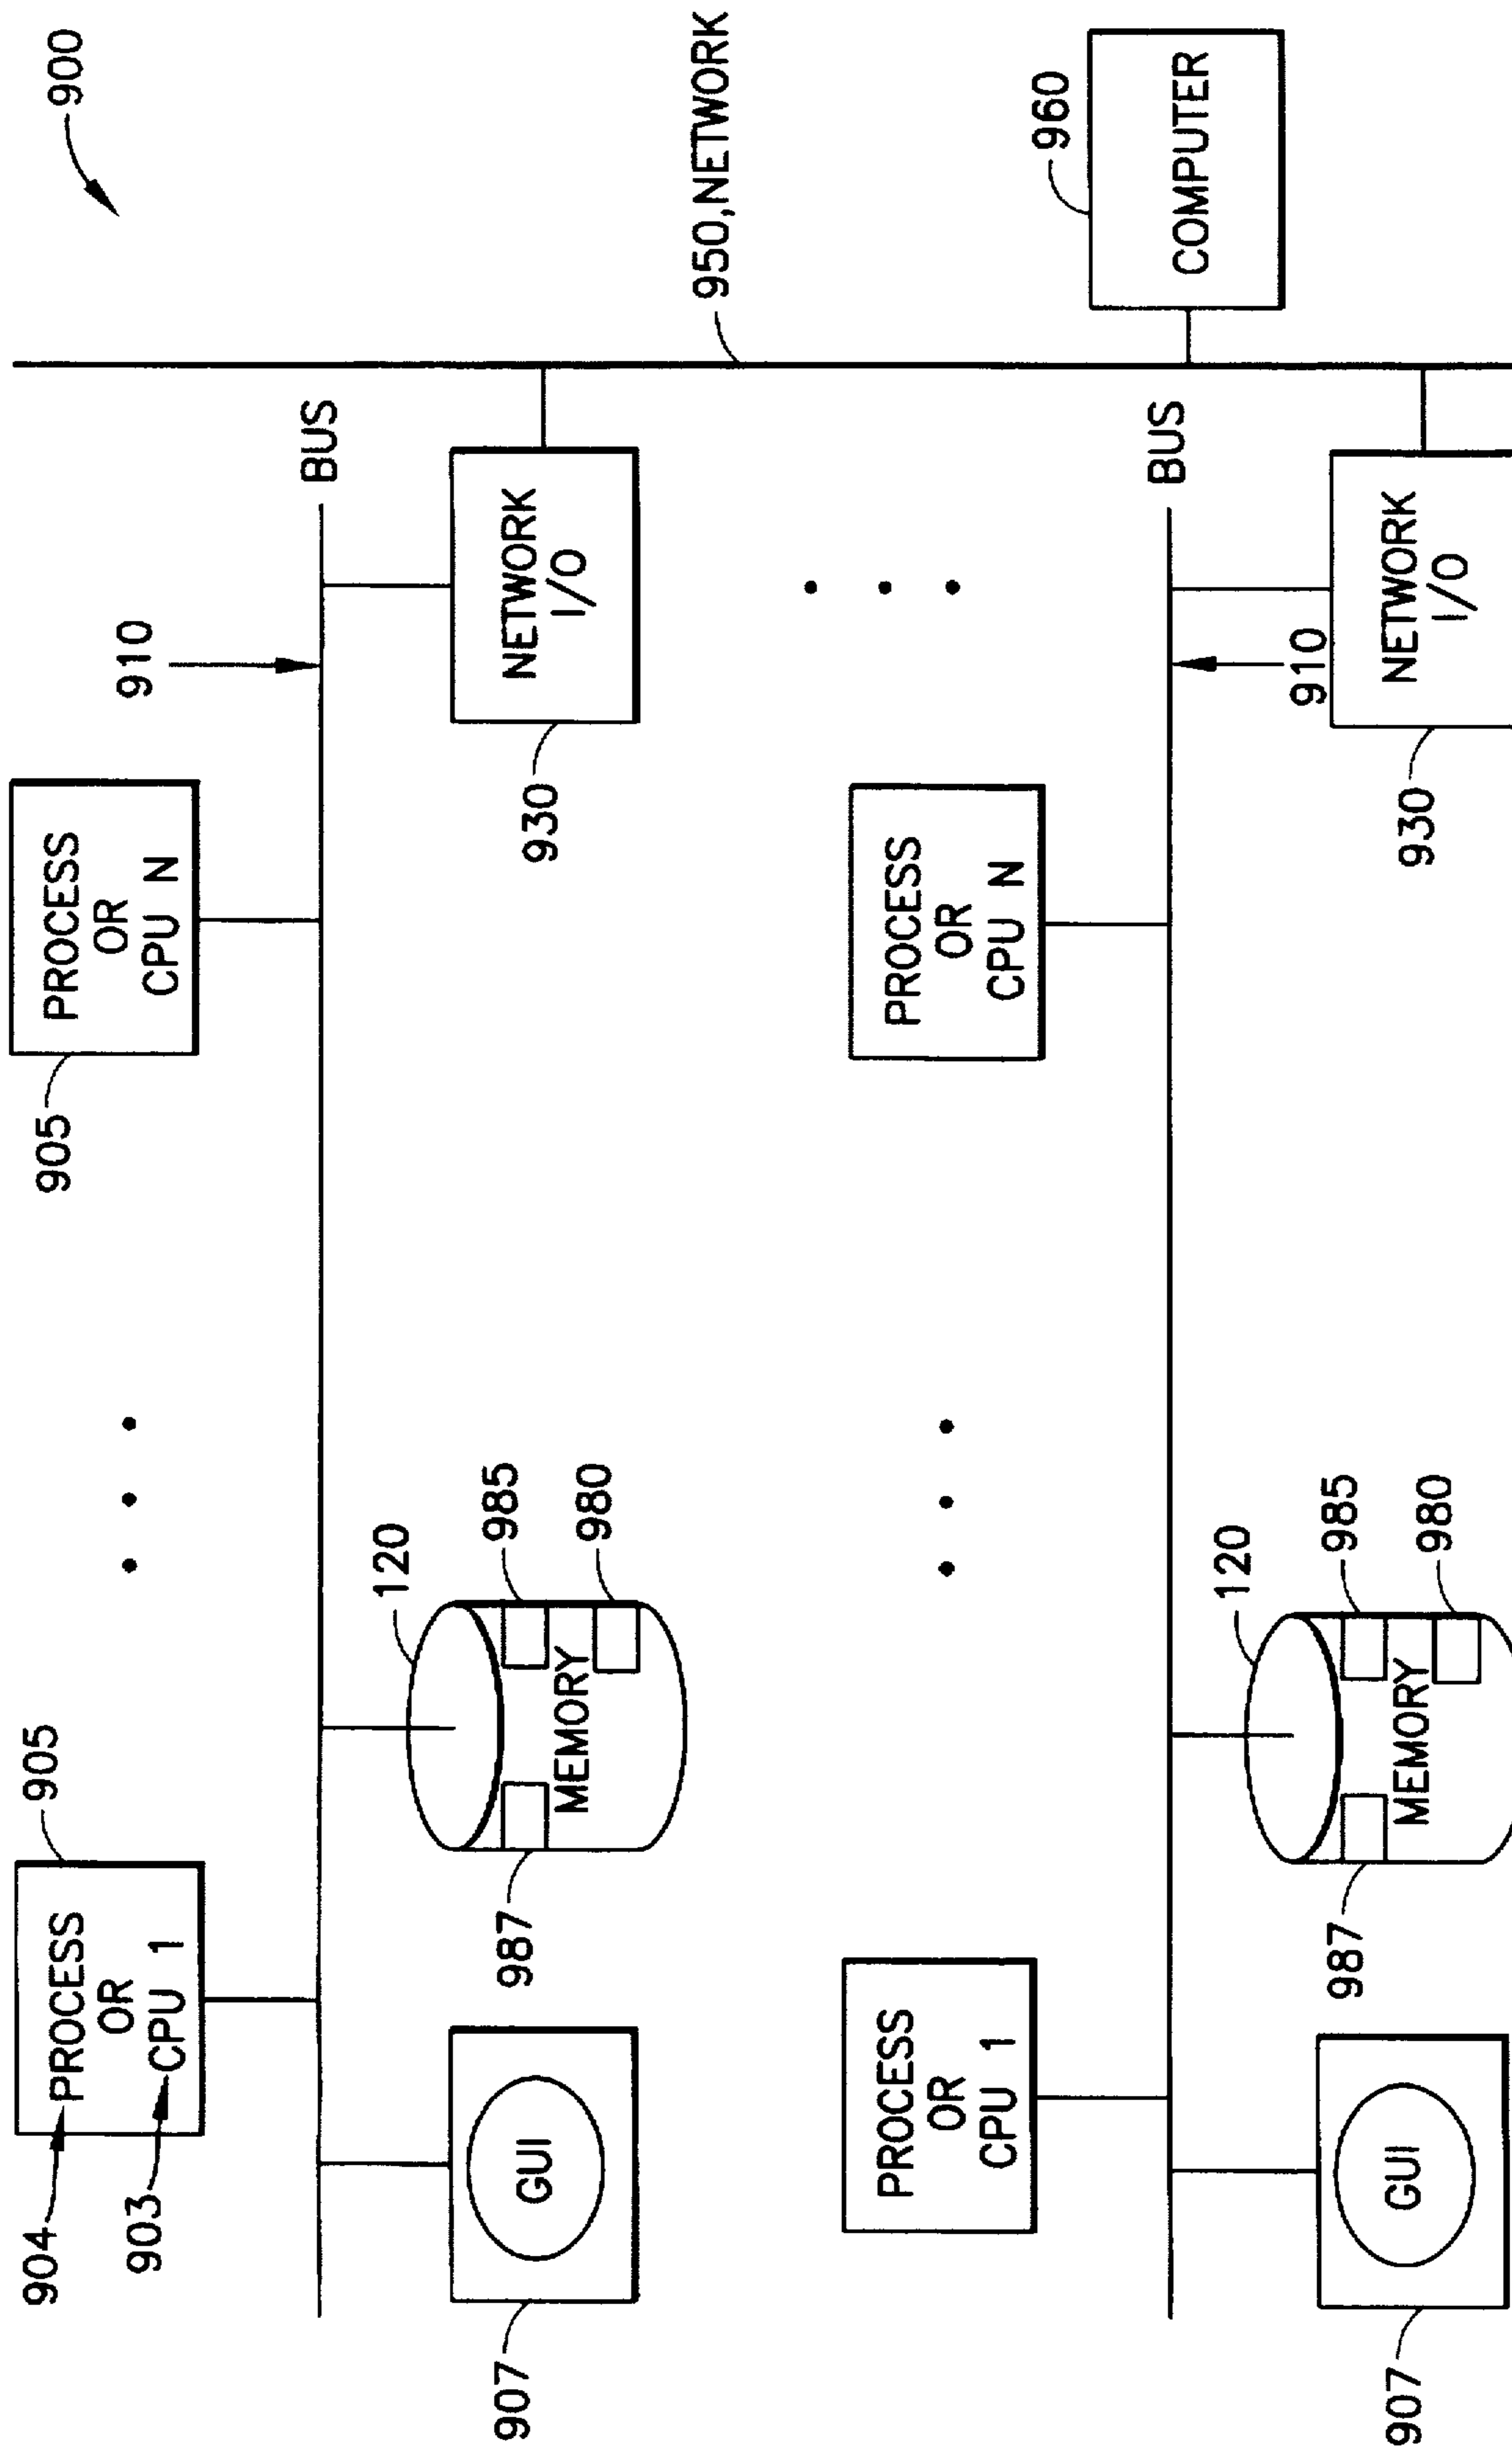 900
904
PROCESS
OR
CPU 1
903
905
905
PROCESS
OR
CPU N
910
BUS
907
GUI
987
MEMORY
120
985
980
930
NETWORK
I/O
950,NETWORK
PROCESS
OR
CPU 1
PROCESS
OR
CPU N
960
COMPUTER
BUS
910
907
GUI
987
MEMORY
120
985
980
930
NETWORK
I/O